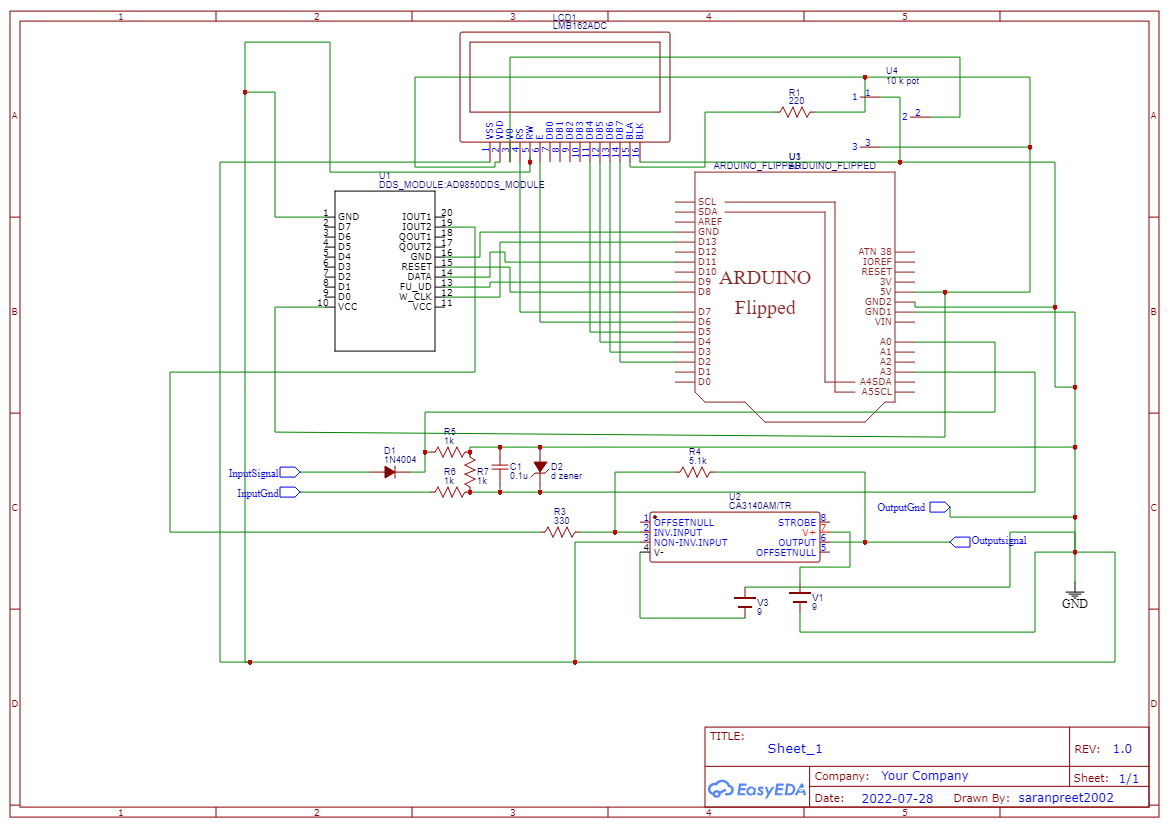 1 2 3 4 5
A
B
C
D
A
B
C
D
1 2 3 4 5
LCD1
LMB162ADC
VSS
VDD
V0
RS
RW
E
DB0
DB1
DB2
DB3
DB4
DB5
DB6
DB7
BLA
BLK
1 2 3 4 5 6 7 8 9 10 11 12 13 14 15 16
R1
220
U4
10 k pot
1 1
2 2
3 3
U1
DDS_MODULE:AD9850DDS_MODULE
1 GND
2 D7
3 D6
4 D5
5 D4
6 D3
7 D2
8 D1
9 D0
10 VCC
IOUT1 20
IOUT2 19
QOUT1 18
QOUT2 17
GND 16
RESET 15
DATA 14
FU_UD 13
W_CLK 12
VCC 11
ARDUINO_FLIPPED
ARDUINO_FLIPPED
SCL
SDA
AREF
GND
D13
D12
D11
D10
D9
D8
D7
D6
D5
D4
D3
D2
D1
D0
ARDUINO
Flipped
ATN 38
IOREF
RESET
3V
5V
GND2
GND1
VIN
A0
A1
A2
A3
A4SDA
A5SCL
D1
1N4004
InputSignal
InputGnd
R5
1k
R6
1k
R7
1k
C1
0.1u
D2
d zener
R4
5.1k
R3
330
U2
CA3140AM/TR
1 OFFSETNULL
2 INV.INPUT
3 NON-INV.INPUT
4 V-
STROBE 8
V+ 7
OUTPUT 6
OFFSETNULL 5
OutputGnd
Outputsignal
V3
9
V1
9
GND
TITLE:
Sheet_1
REV: 1.0
EasyEDA
Company: Your Company
Sheet: 1/1
Date: 2022-07-28 Drawn By: saranpreet2002